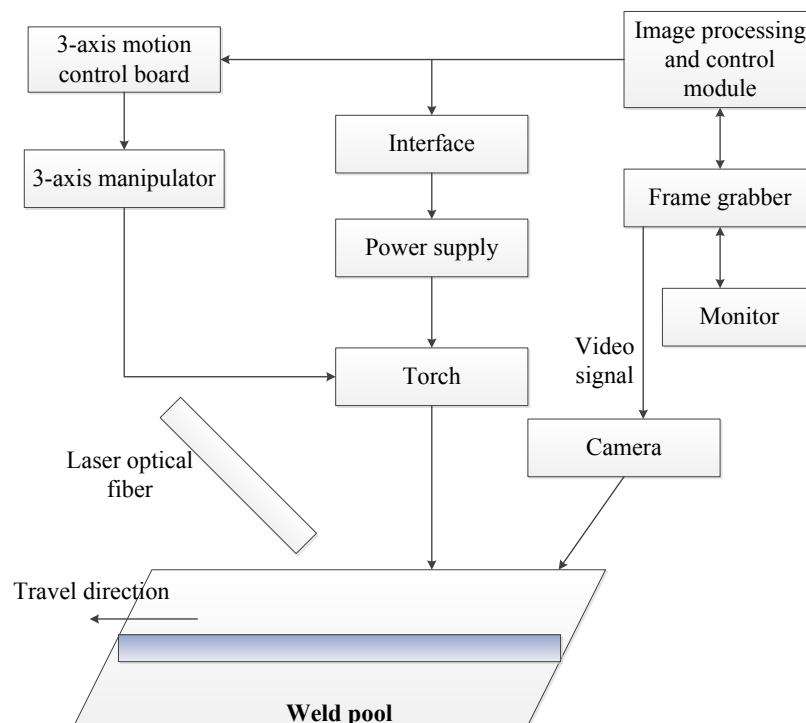 3-axis motion
control board
Image processing
and control
module
Interface
3-axis manipulator
Frame grabber
Power supply
Monitor
Video
signal
Torch
Camera
Laser optical
fiber
Travel direction
Weld pool